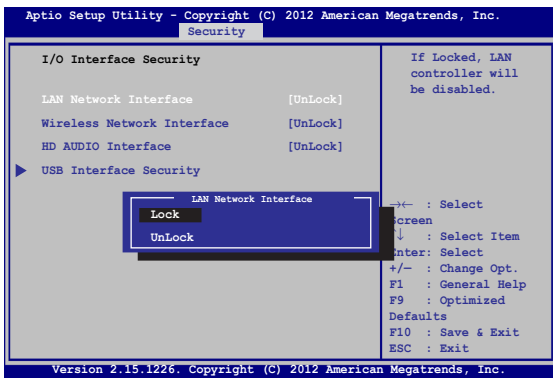 Aptio Setup Utility - Copyright (C) 2012 American Megatrends, Inc.
Security
I/O Interface Security
LAN Network Interface [UnLock]
Wireless Network Interface [UnLock]
HD AUDIO Interface [UnLock]
USB Interface Security
LAN Network Interface
Lock
UnLock
If Locked, LAN
controller will
be disabled.
→← : Select
Screen
↑↓ : Select Item
Enter: Select
+/— : Change Opt.
F1 : General Help
F9 : Optimized
Defaults
F10 : Save & Exit
ESC : Exit
Version 2.15.1226. Copyright (C) 2012 American Megatrends, Inc.